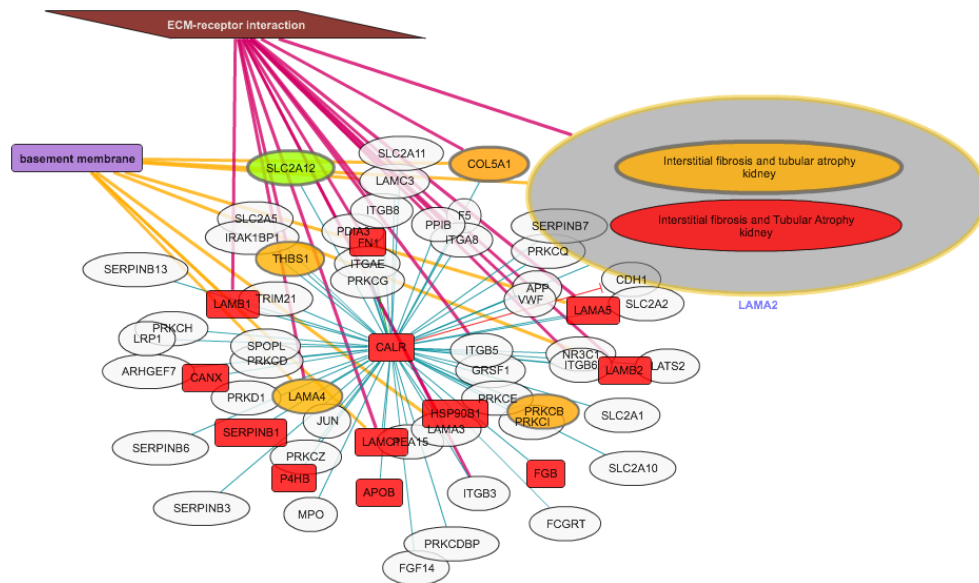 ECM-receptor interaction
basement membrane
SLC2A11
SLC2A12
COL5A1
Interstitial fibrosis and tubular atrophy
kidney
LAMC3
ITGB8
F5
SLC2A5
PPIB
SERPINB7
Interstitial fibrosis and Tubular Atrophy
kidney
PDIA3
IRAK1BP1
ITGA8
FN1
PRKCQ
THBS1
ITGAE
SERPINB13
PRKCG
CDH1
APP
LAMB1
TRIM21
VWF
SLC2A2
LAMA5
LAMA2
PRKCH
LRP1
SPOPL
CALR
ITGB5
NR3C1
PRKCD
ITGB6
LATS2
ARHGEF7
CANX
GRSF1
LAMB2
PRKD1
LAMA4
PRKCE
HSP90B1
PRKCB
SLC2A1
JUN
PRKCI
SERPINB1
LAMA3
SERPINB6
LAMC1
PEA15
PRKCZ
SLC2A10
P4HB
FGB
APOB
ITGB3
SERPINB3
MPO
FCGRT
PRKCDBP
FGF14